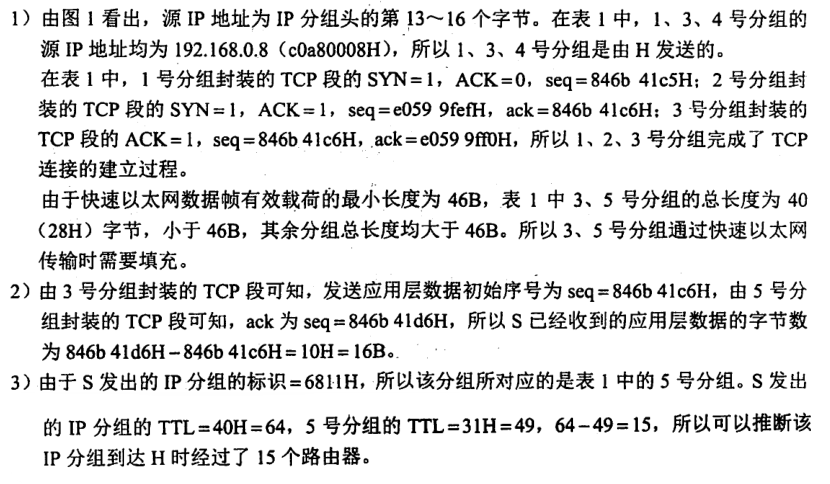 1）由图 1 看出，源 IP 地址为 IP 分组头的第 13～16 个字节。在表 1 中，1、3、4 号分组的
源 IP 地址均为 192.168.0.8（c0a80008H），所以 1、3、4 号分组是由 H 发送的。
在表 1 中，1 号分组封装的 TCP 段的 SYN=1，ACK=0，seq=846b 41c5H；2 号分组封
装的 TCP 段的 SYN=1，ACK=1，seq=e059 9fefH，ack=846b 41c6H；3 号分组封装的
TCP 段的 ACK=1，seq=846b 41c6H，ack=e059 9ff0H，所以 1、2、3 号分组完成了 TCP
连接的建立过程。
由于快速以太网数据帧有效载荷的最小长度为 46B，表 1 中 3、5 号分组的总长度为 40
（28H）字节，小于 46B，其余分组总长度均大于 46B。所以 3、5 号分组通过快速以太网
传输时需要填充。
2）由 3 号分组封装的 TCP 段可知，发送应用层数据初始序号为 seq=846b 41c6H，由 5 号分
组封装的 TCP 段可知，ack 为 seq=846b 41d6H，所以 S 已经收到的应用层数据的字节数
为 846b 41d6H－846b 41c6H=10H=16B。
3）由于 S 发出的 IP 分组的标识=6811H，所以该分组所对应的是表 1 中的 5 号分组。S 发出
的 IP 分组的 TTL=40H=64，5 号分组的 TTL=31H=49，64－49=15，所以可以推断该
IP 分组到达 H 时经过了 15 个路由器。